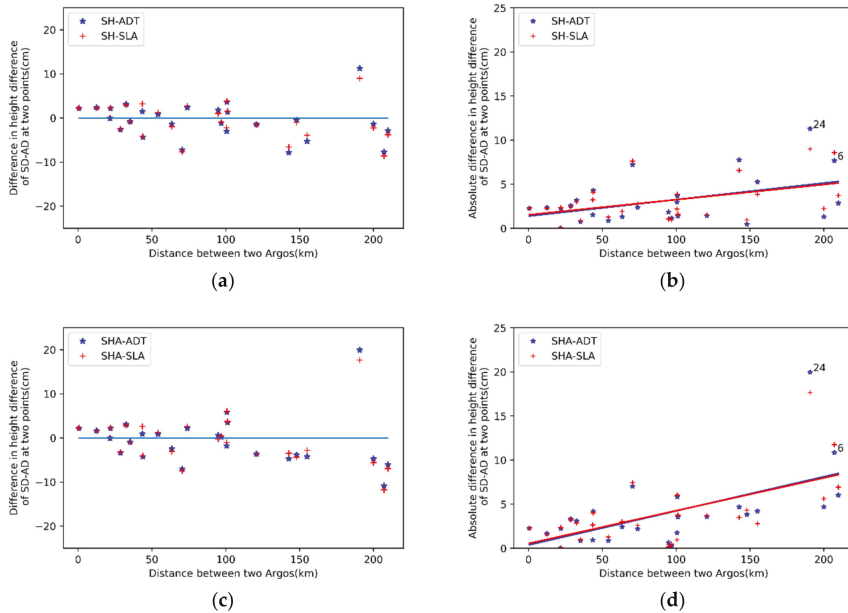 SH-ADT
SH-SLA
20
10
0
−10
−20
0
50
100
150
200
Difference in height difference
of SD-AD at two points(cm)
Distance between two Argos(km)
(a)
SH-ADT
SH-SLA
25
20
15
10
5
0
0
50
100
150
200
24
6
Absolute difference in height difference
of SD-AD at two points(cm)
Distance between two Argos(km)
(b)
SHA-ADT
SHA-SLA
20
10
0
−10
−20
0
50
100
150
200
Difference in height difference
of SD-AD at two points(cm)
Distance between two Argos(km)
(c)
SHA-ADT
SHA-SLA
25
20
15
10
5
0
0
50
100
150
200
24
6
Absolute difference in height difference
of SD-AD at two points(cm)
Distance between two Argos(km)
(d)